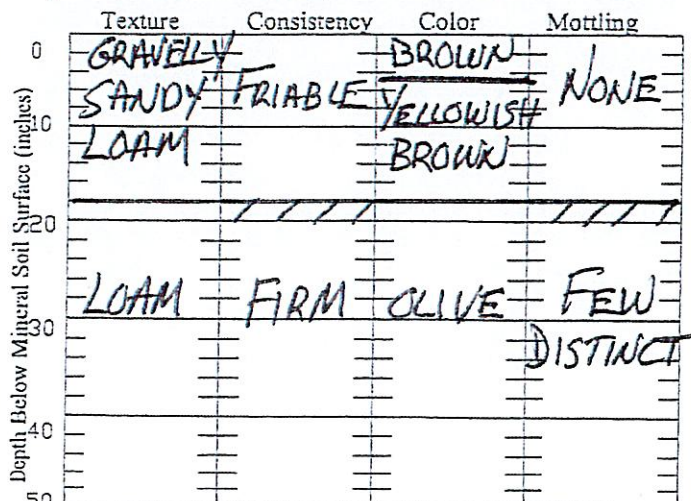 Texture Consistency Color Mottling
0 GRAVELLY BROWN
SANDY FRIABLE YELLOWISH NONE
10
LOAM BROWN
20
LOAM FIRM OLIVE FEW
30
DISTINCT
40
50
Depth Below Mineral Soil Surface (inches)